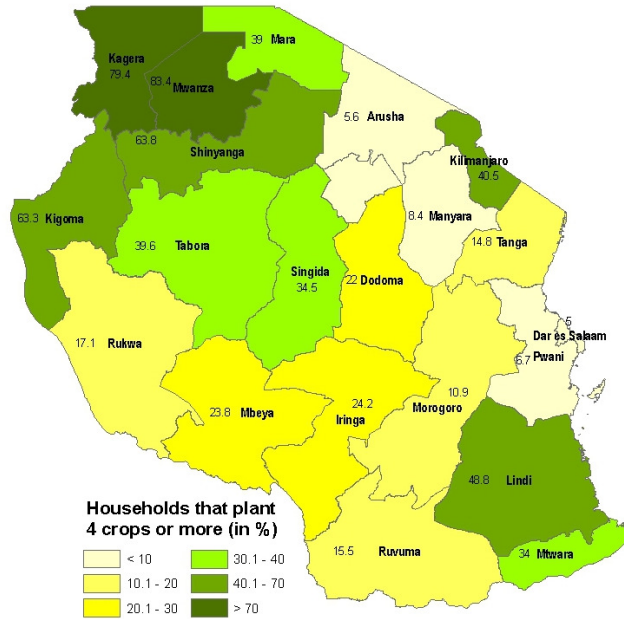 39 Mara
Kagera
79.4
83.4
Mwanza
5.6 Arusha
63.8
Shinyanga
Kilimanjaro
40.5
63.3 Kigoma
8.4 Manyara
14.8 Tanga
39.6 Tabora
Singida
34.5
22 Dodoma
5
Dar es Salaam
6.7 Pwani
17.1 Rukwa
10.9
Morogoro
23.8 Mbeya
24.2
Iringa
48.8 Lindi
15.5 Ruvuma
34 Mtwara
Households that plant
4 crops or more (in %)
< 10
30.1 - 40
10.1 - 20
40.1 - 70
20.1 - 30
> 70